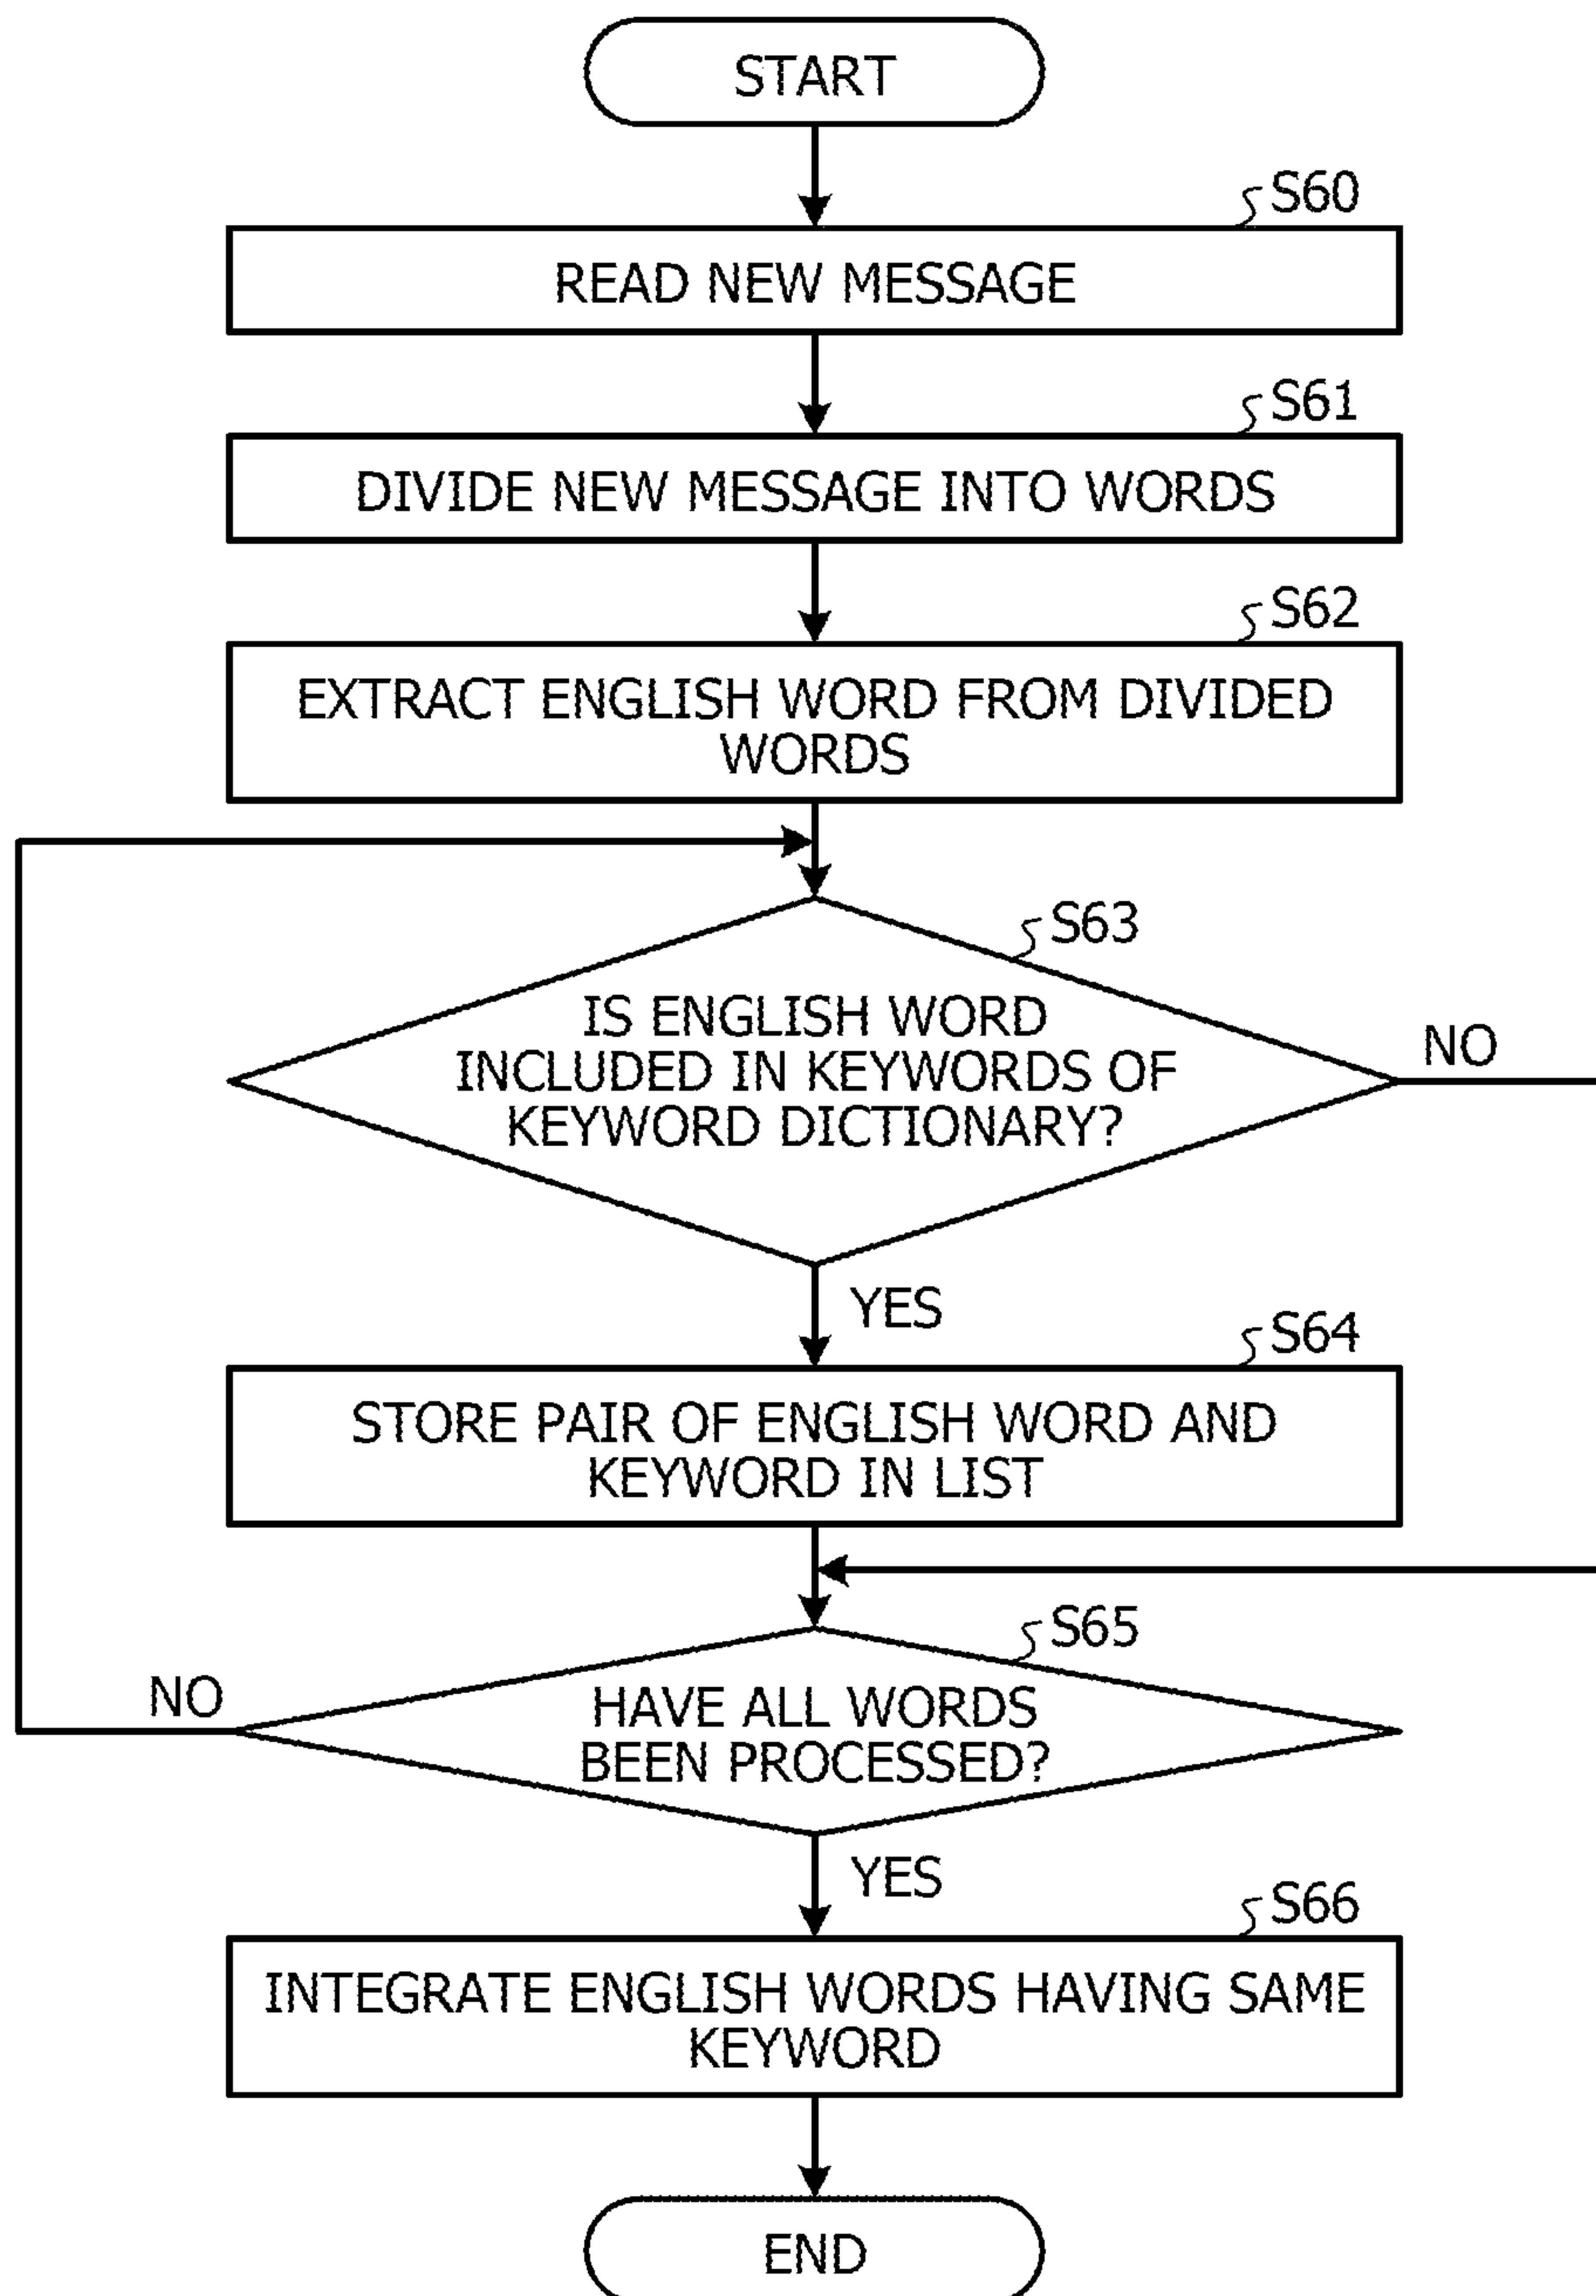 START
S60
READ NEW MESSAGE
S61
DIVIDE NEW MESSAGE INTO WORDS
S62
EXTRACT ENGLISH WORD FROM DIVIDED
WORDS
S63
IS ENGLISH WORD
INCLUDED IN KEYWORDS OF
KEYWORD DICTIONARY?
NO
YES
S64
STORE PAIR OF ENGLISH WORD AND
KEYWORD IN LIST
S65
HAVE ALL WORDS
BEEN PROCESSED?
NO
YES
S66
INTEGRATE ENGLISH WORDS HAVING SAME
KEYWORD
END